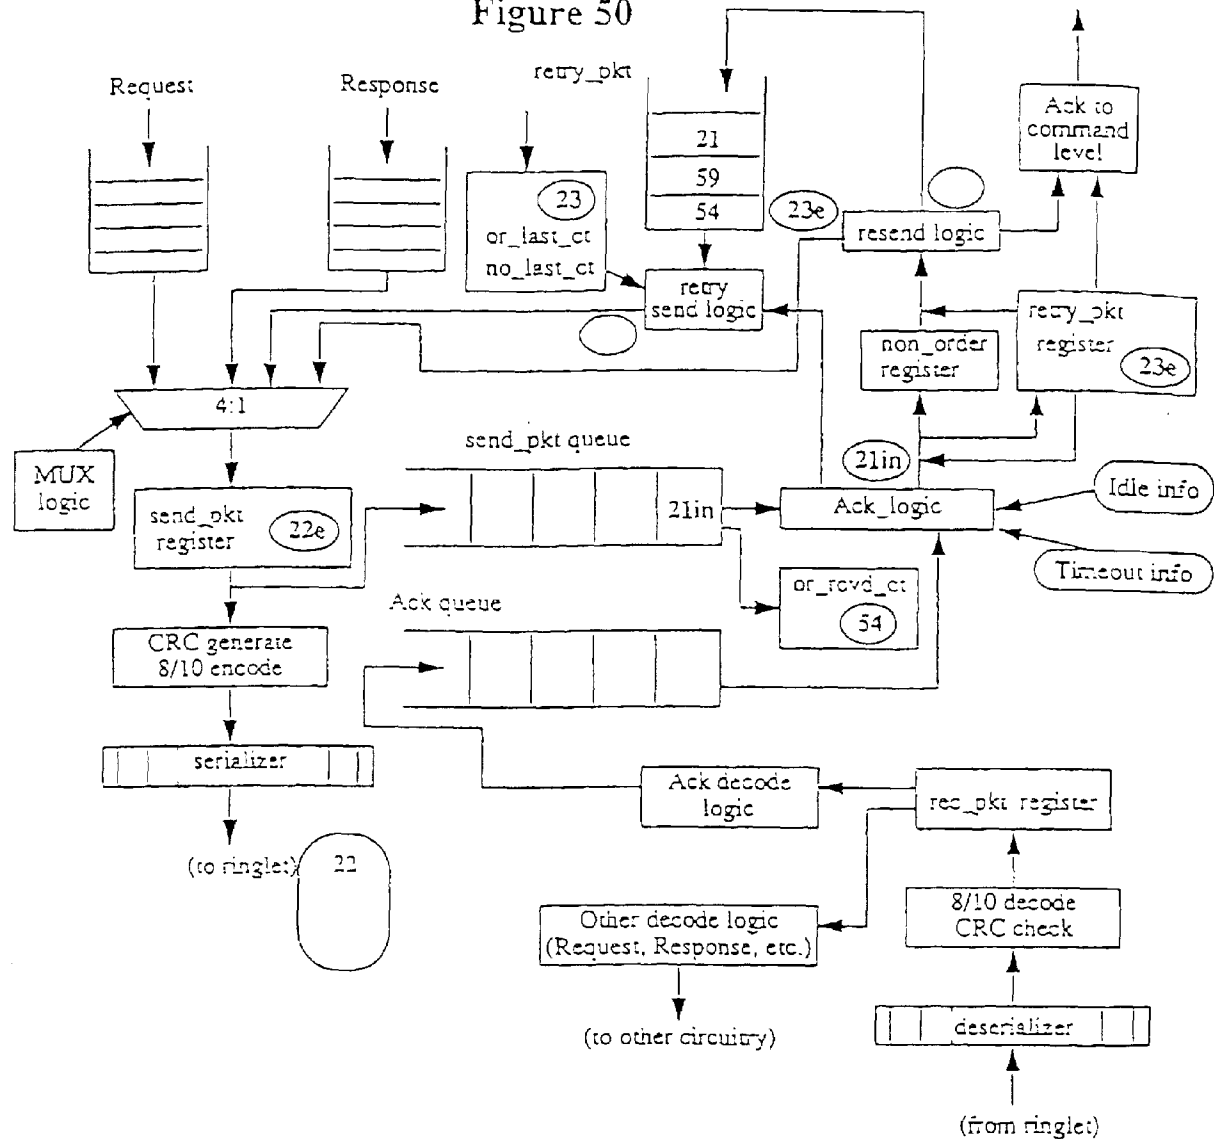 Figure 50
Request
Response
retry_pkt
Ack to
command
level
21
59
54
23
or_last_ct
no_last_ct
23e
resend logic
retry
send logic
non_order
register
retry_pkt
register
23e
4:1
MUX
logic
send_pkt queue
21in
Idle info
send_pkt
register
22e
21in
Ack_logic
Timeout info
or_rcvd_ct
54
Ack queue
CRC generate
8/10 encode
serializer
Ack decode
logic
rec_pkt register
(to ringlet)
22
8/10 decode
CRC check
Other decode logic
(Request, Response, etc.)
deserializer
(to other circuitry)
(from ringlet)